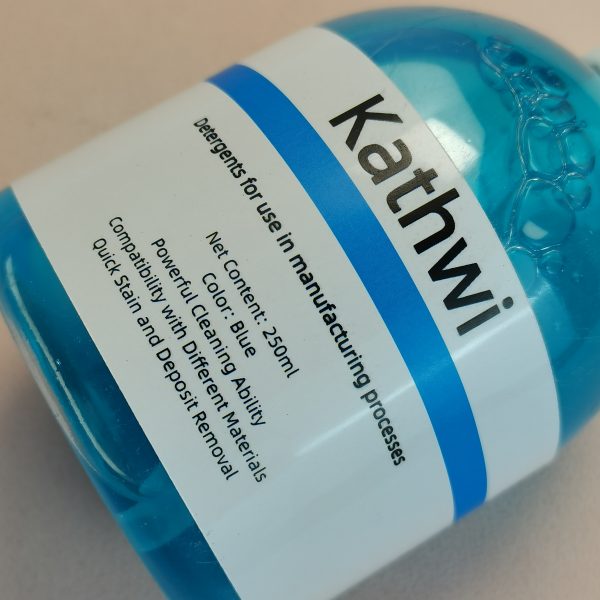 Kathwi
Detergents for use in manufacturing processes
Net Content: 250ml
Color: Blue
Powerful Cleaning Ability
Compatibility with Different Materials
Quick Stain and Deposit Removal